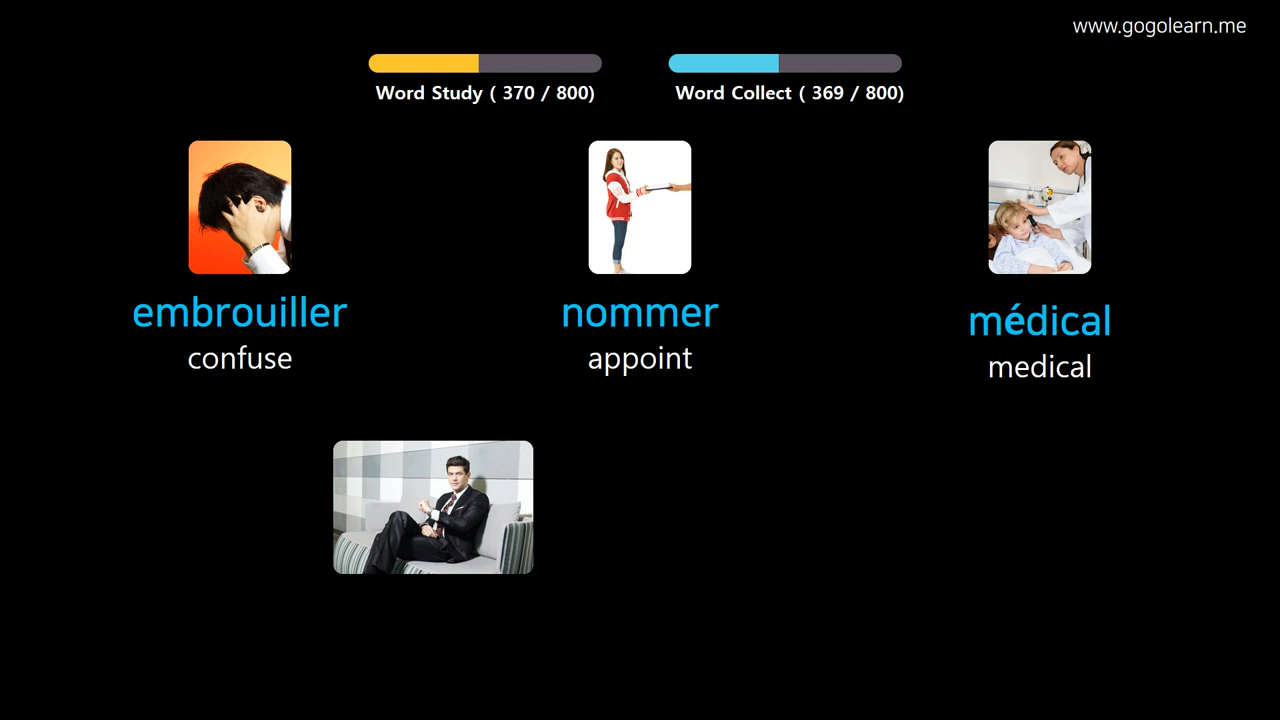 www.gogolearn.me
Word Study ( 370 / 800)
Word Collect ( 369 / 800)
embrouiller
confuse
nommer
appoint
médical
medical